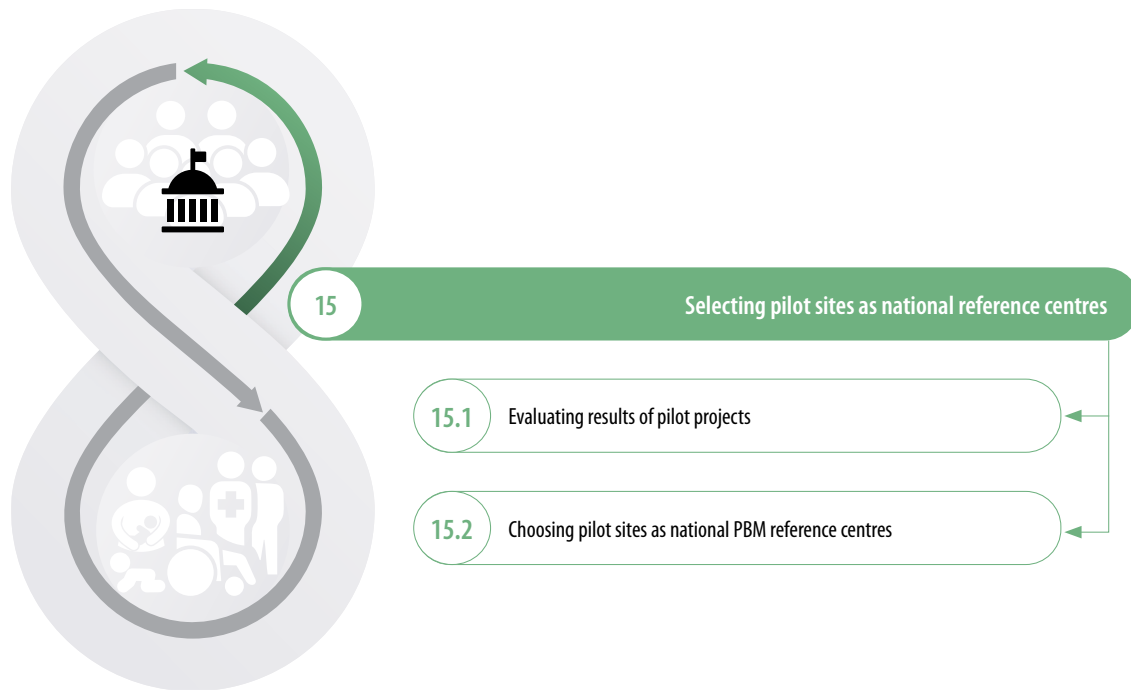 15
Selecting pilot sites as national reference centres
15.1
Evaluating results of pilot projects
15.2
Choosing pilot sites as national PBM reference centres